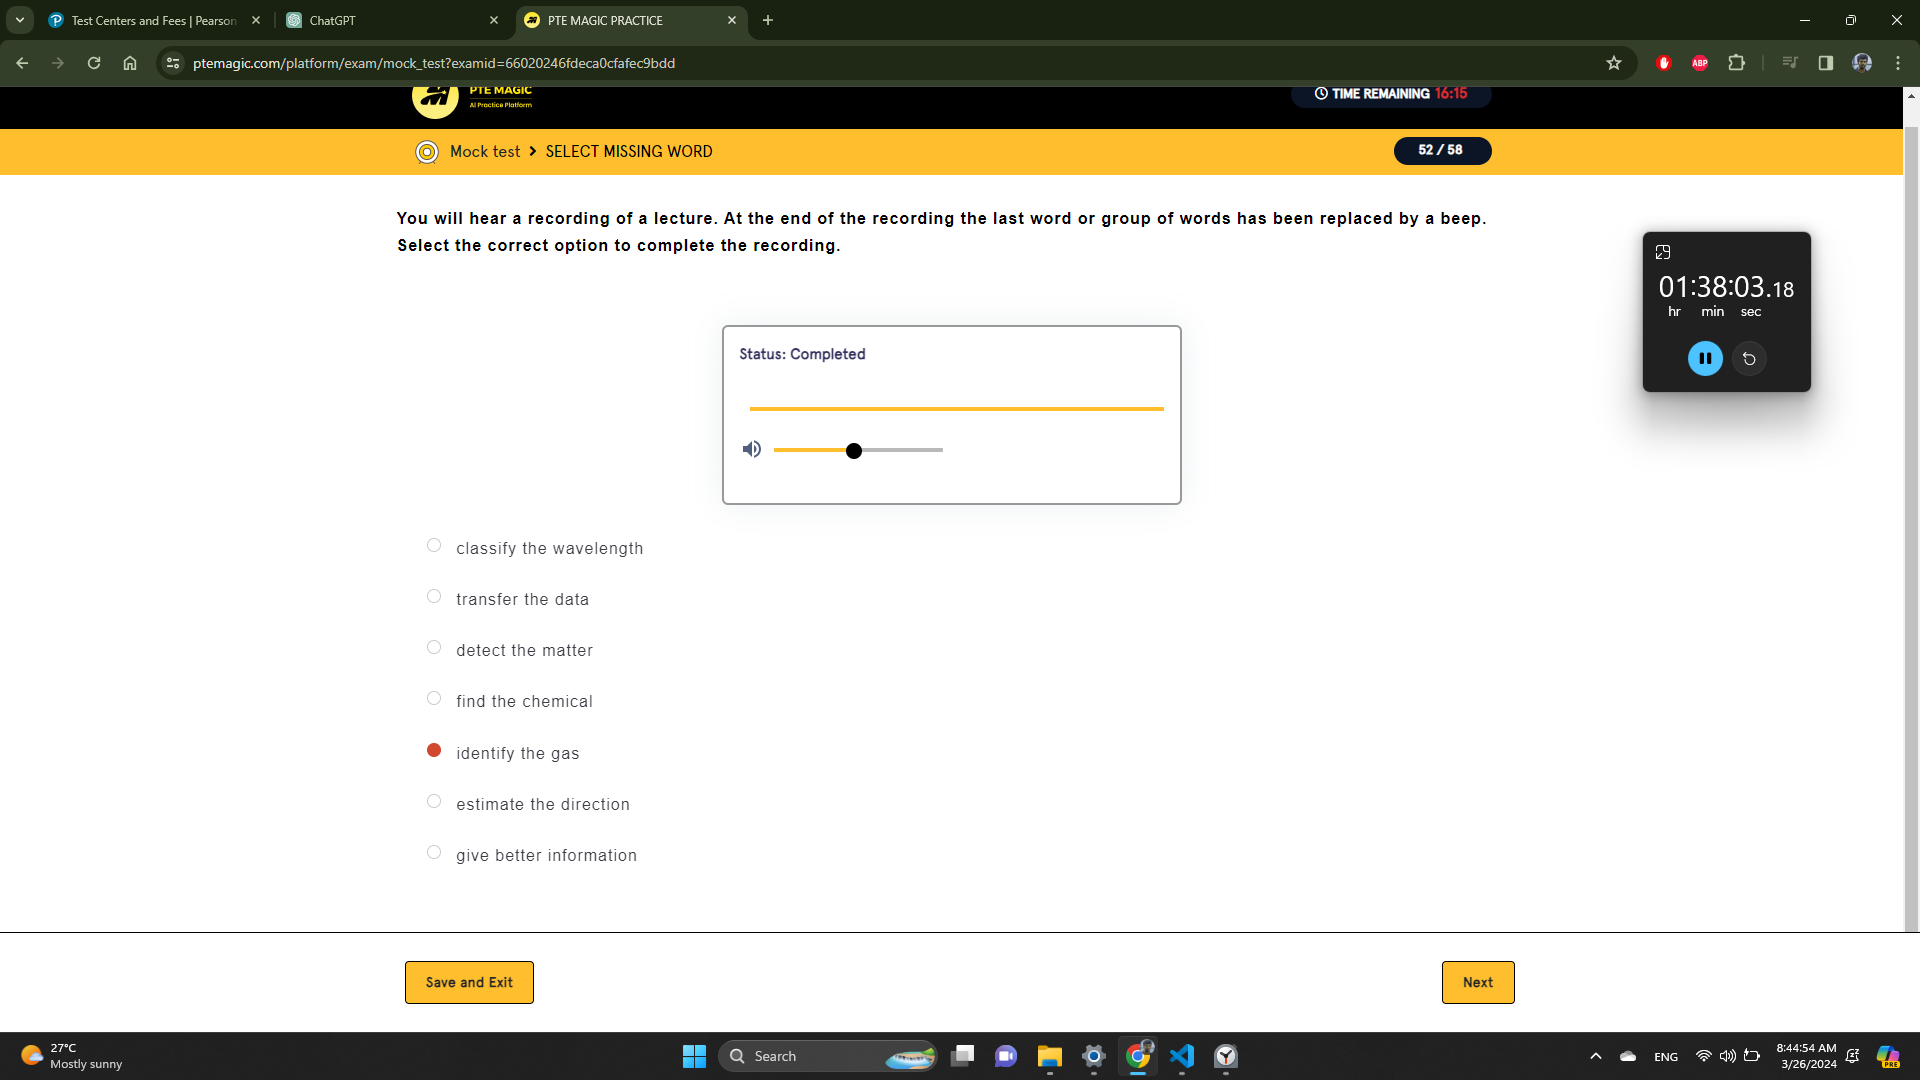 Test Centers and Fees | Pearson
ChatGPT
PTE MAGIC PRACTICE
ptemagic.com/platform/exam/mock_test?examid=66020246fdeca0cfafec9bdd
ABP
PTE MAGIC
AI Practice Platform
TIME REMAINING 16:15
Mock test > SELECT MISSING WORD
52 / 58
You will hear a recording of a lecture. At the end of the recording the last word or group of words has been replaced by a beep.
Select the correct option to complete the recording.
01:38:03.18
hr min sec
Status: Completed
classify the wavelength
transfer the data
detect the matter
find the chemical
identify the gas
estimate the direction
give better information
Save and Exit
Next
27°C
Mostly sunny
Search
ENG
8:44:54 AM
3/26/2024
PRE